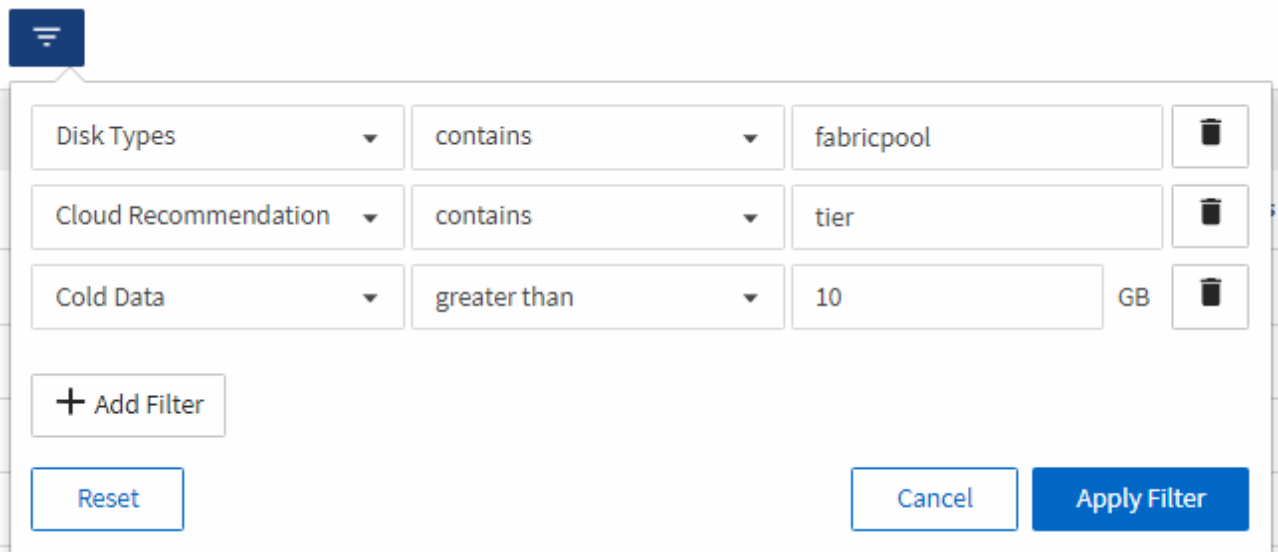 Disk Types contains fabricpool
Cloud Recommendation contains tier
Cold Data greater than 10 GB
+ Add Filter
Reset Cancel Apply Filter